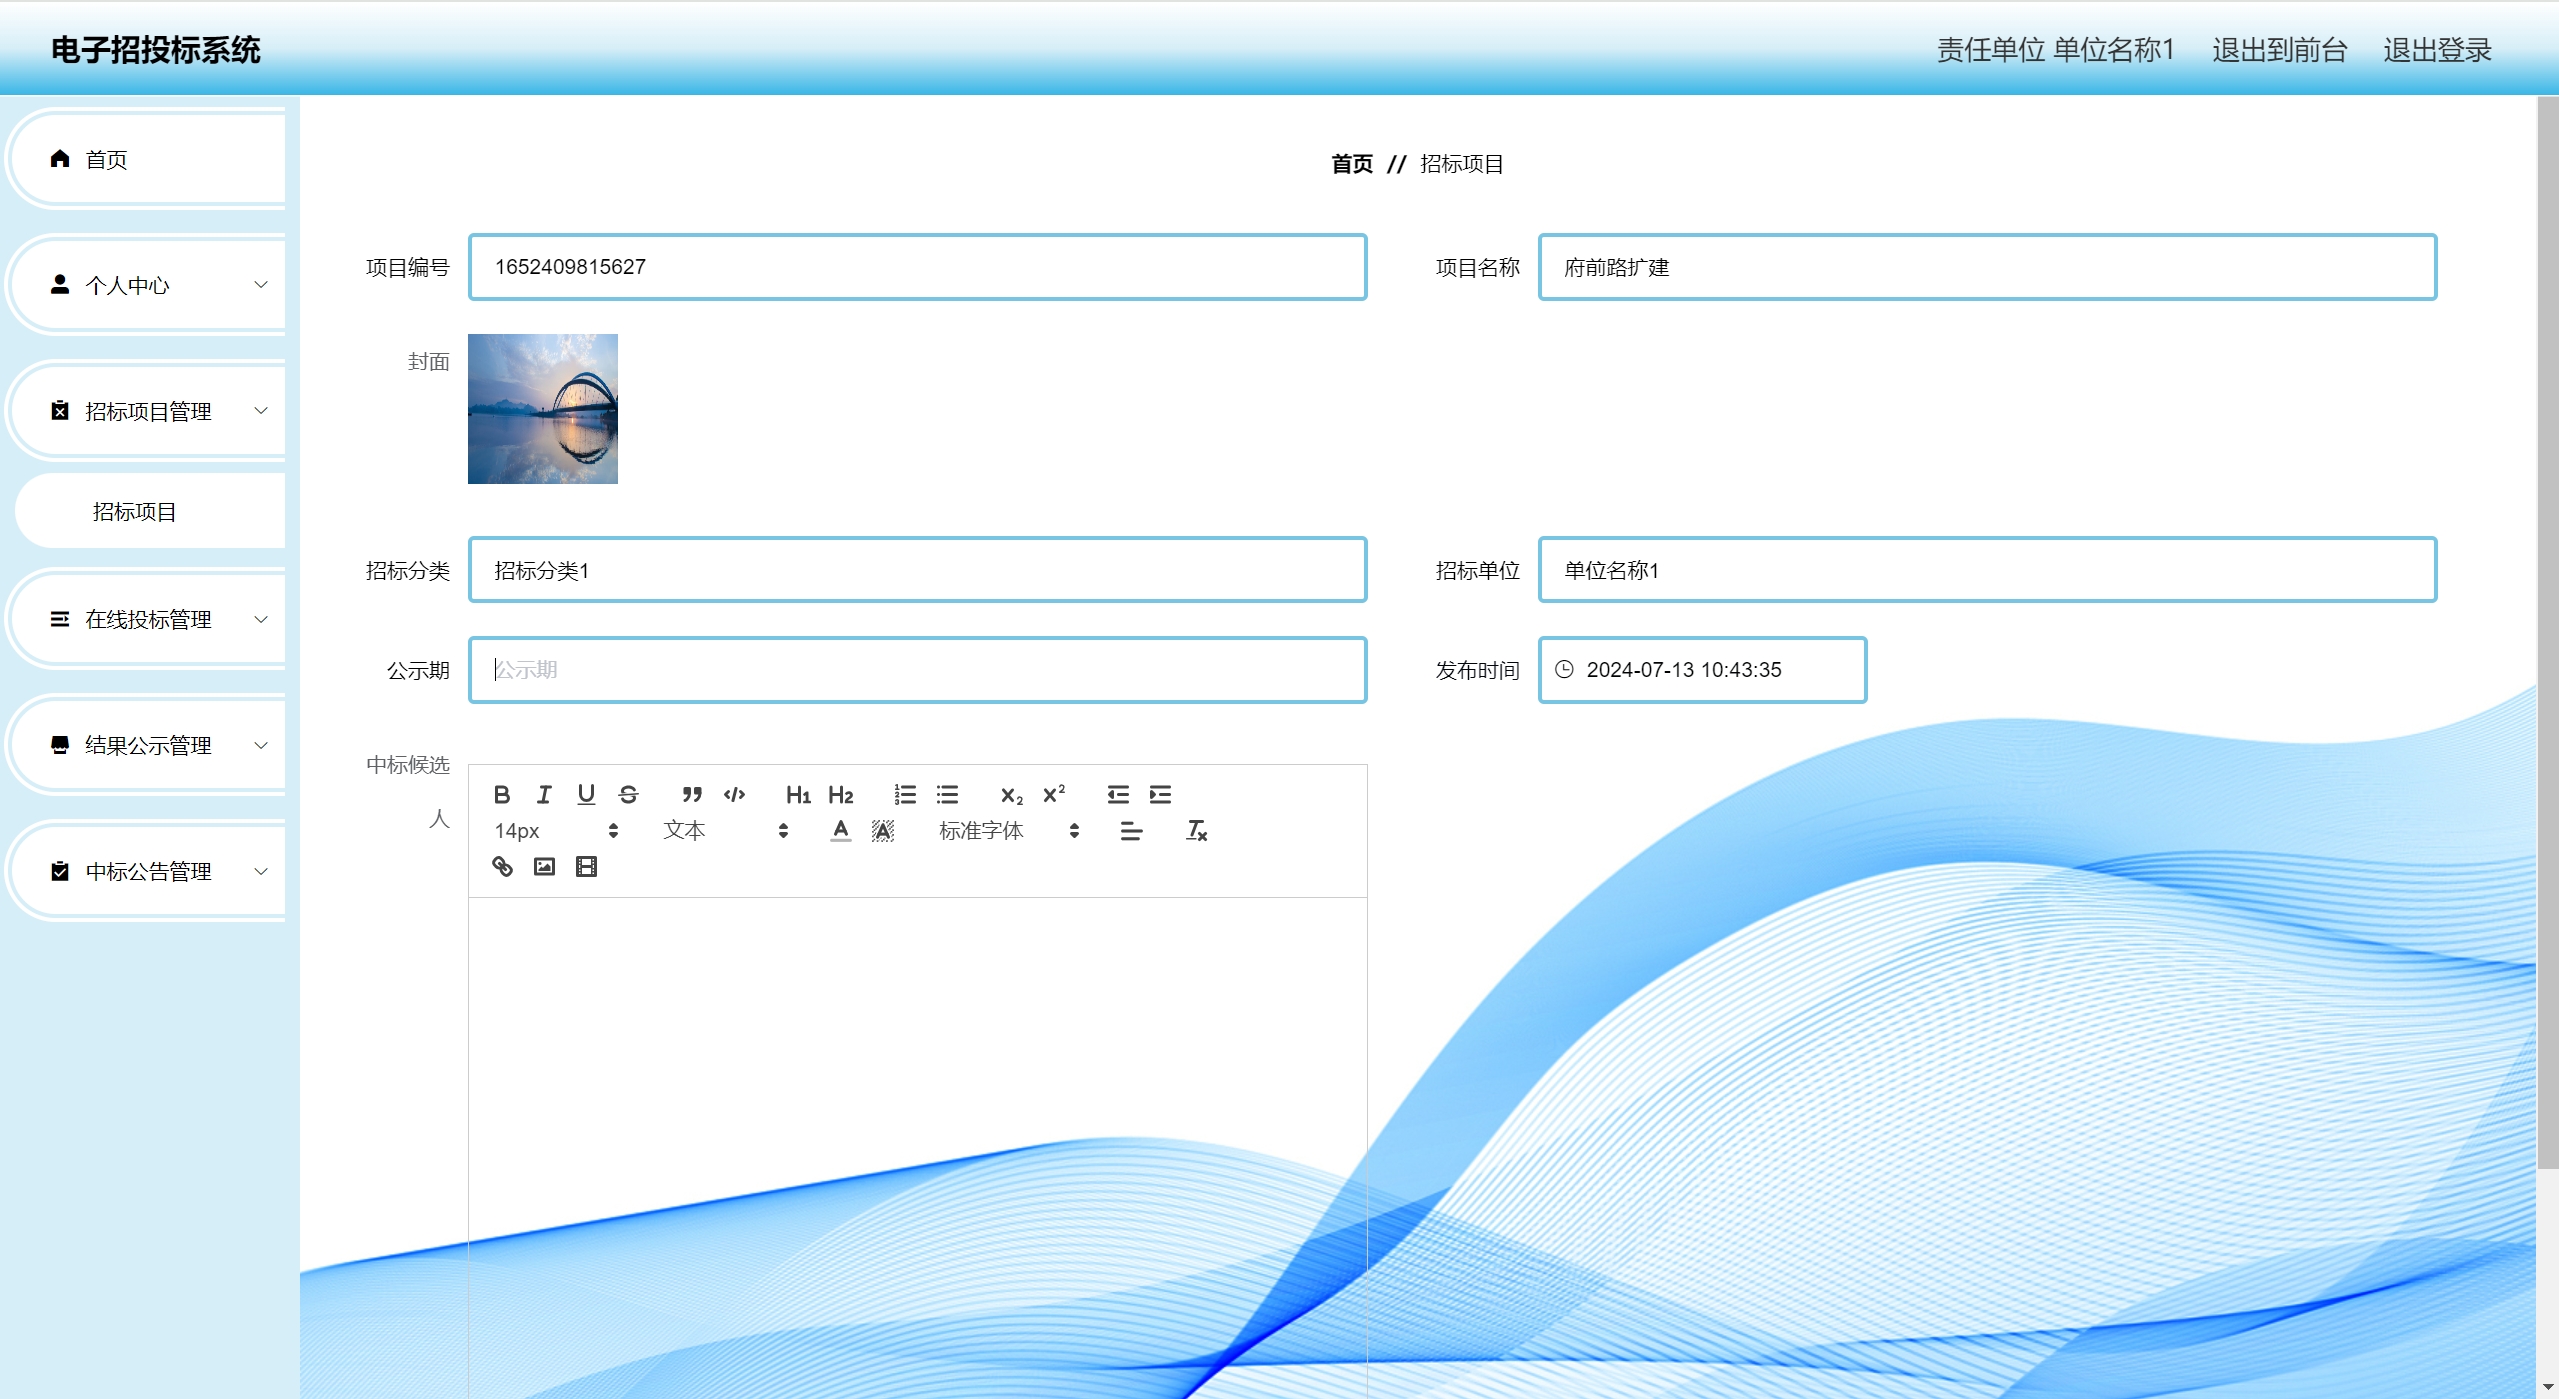 电子招投标系统
责任单位 单位名称1 退出到前台 退出登录
首页
个人中心
招标项目管理
招标项目
在线投标管理
结果公示管理
中标公告管理
首页 // 招标项目
项目编号 1652409815627 项目名称 府前路扩建
封面
招标分类 招标分类1 招标单位 单位名称1
公示期 公示期 发布时间 2024-07-13 10:43:35
中标候选
人
B I U S H1 H2 X2 X2
14px 文本 A A 标准字体 Tx